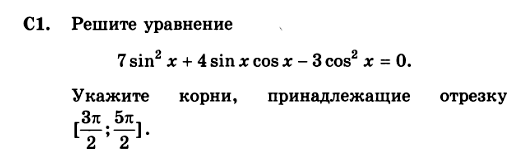 С1. Решите уравнение
7 sin² x + 4 sin x cos x − 3 cos² x = 0.
Укажите корни, принадлежащие отрезку
[3π/2; 5π/2].